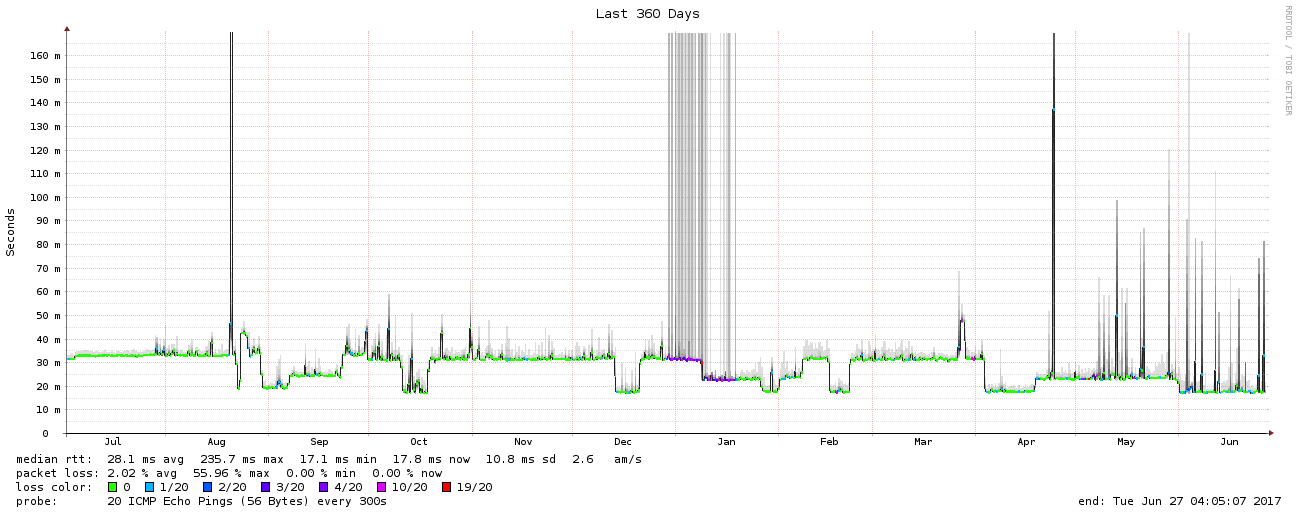 Last 360 Days
RRDTOOL / TOBI OETIKER
Seconds
160 m
150 m
140 m
130 m
120 m
110 m
100 m
90 m
80 m
70 m
60 m
50 m
40 m
30 m
20 m
10 m
0
Jul Aug Sep Oct Nov Dec Jan Feb Mar Apr May Jun
median rtt: 28.1 ms avg 235.7 ms max 17.1 ms min 17.8 ms now 10.8 ms sd 2.6 am/s
packet loss: 2.02 % avg 55.96 % max 0.00 % min 0.00 % now
loss color: 0 1/20 2/20 3/20 4/20 10/20 19/20
probe: 20 ICMP Echo Pings (56 Bytes) every 300s end: Tue Jun 27 04:05:07 2017